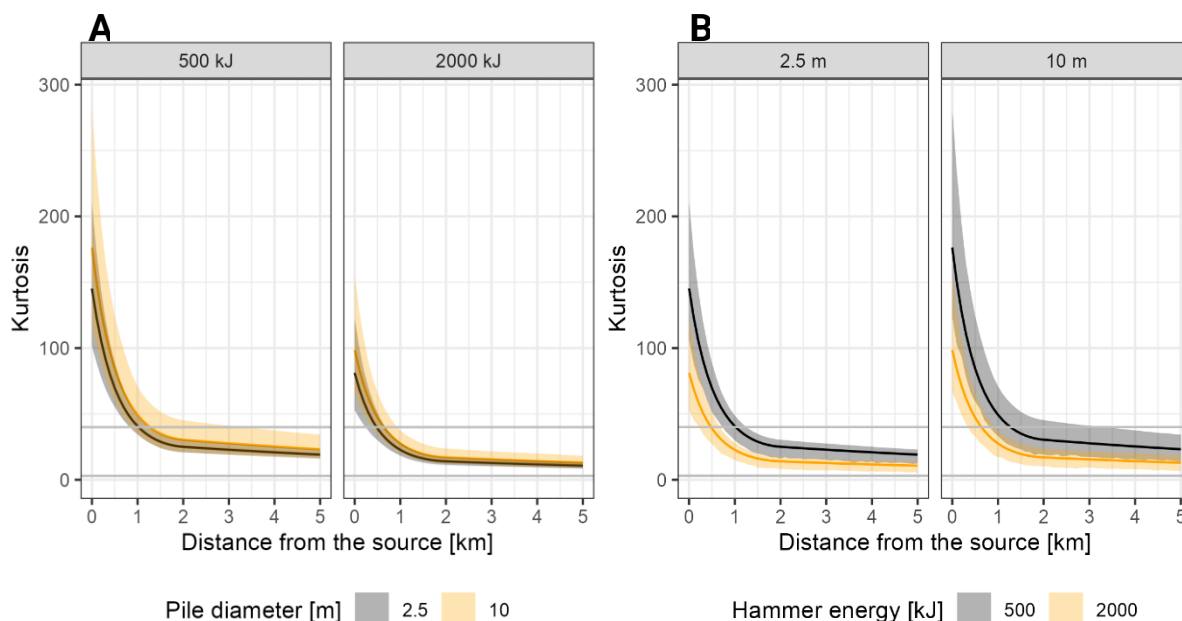 A B
500 kJ 2000 kJ 2.5 m 10 m
300 300
200 200
100 100
0 0
Kurtosis Kurtosis
0 1 2 3 4 5 0 1 2 3 4 5 0 1 2 3 4 5 0 1 2 3 4 5
Distance from the source [km] Distance from the source [km]
Pile diameter [m] 2.5 10 Hammer energy [kJ] 500 2000